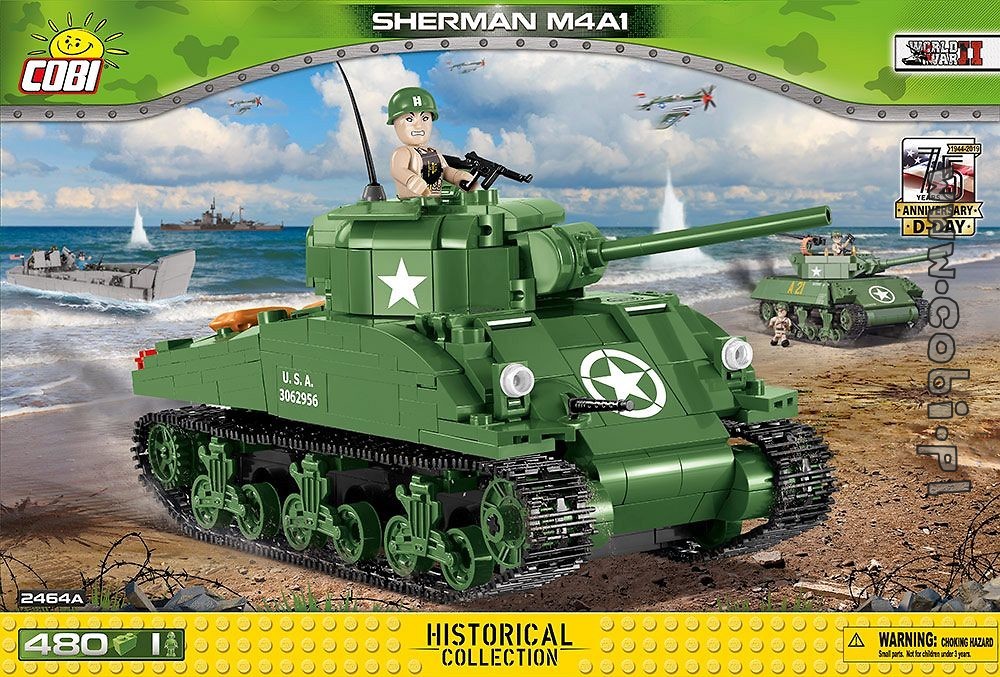 SHERMAN M4A1
COBI
WORLD WAR II
75
1944-2019
YEARS
ANNIVERSARY
D-DAY
www.cobi.pl
H
A 21
U.S.A.
3062956
2464A
480
1
HISTORICAL
COLLECTION
WARNING: CHOKING HAZARD
Small parts. Not for children under 3 years.